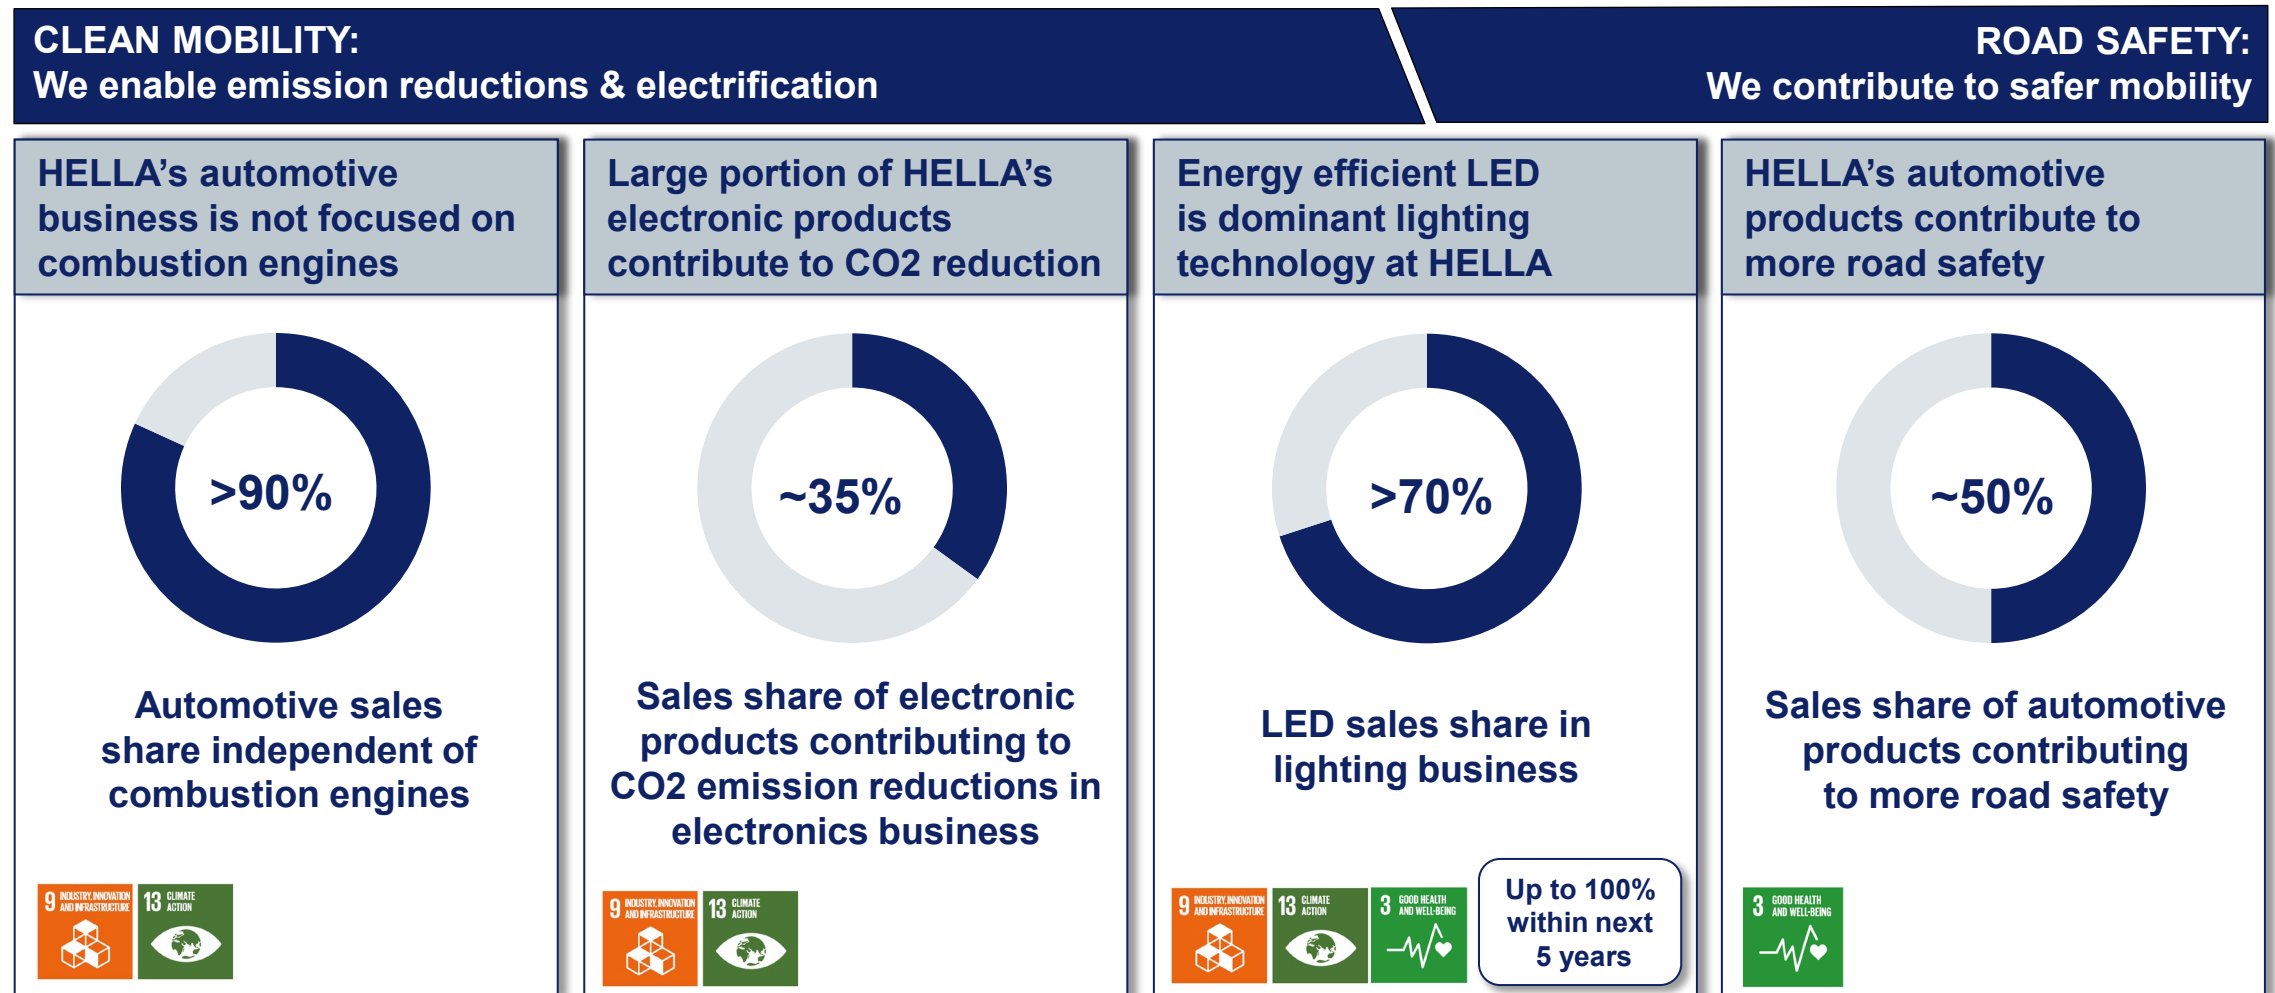 CLEAN MOBILITY:
We enable emission reductions & electrification
ROAD SAFETY:
We contribute to safer mobility
HELLA’s automotive
business is not focused on
combustion engines
>90%
Automotive sales
share independent of
combustion engines
9 INDUSTRY, INNOVATION
AND INFRASTRUCTURE
13 CLIMATE
ACTION
Large portion of HELLA’s
electronic products
contribute to CO2 reduction
~35%
Sales share of electronic
products contributing to
CO2 emission reductions in
electronics business
9 INDUSTRY, INNOVATION
AND INFRASTRUCTURE
13 CLIMATE
ACTION
Energy efficient LED
is dominant lighting
technology at HELLA
>70%
LED sales share in
lighting business
9 INDUSTRY, INNOVATION
AND INFRASTRUCTURE
13 CLIMATE
ACTION
3 GOOD HEALTH
AND WELL-BEING
Up to 100%
within next
5 years
HELLA’s automotive
products contribute to
more road safety
~50%
Sales share of automotive
products contributing
to more road safety
3 GOOD HEALTH
AND WELL-BEING